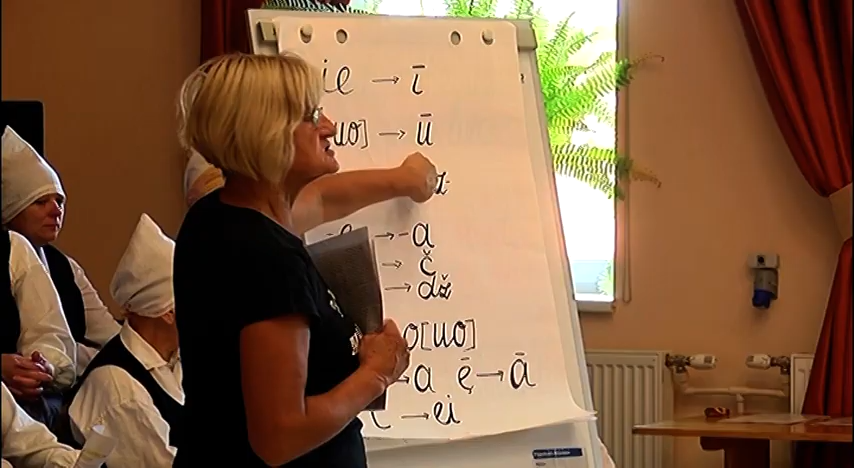 ie → ī
uo] → ū
→ a
→ č
→ dž
o[uo]
→ a ę̄ → ā
→ ei